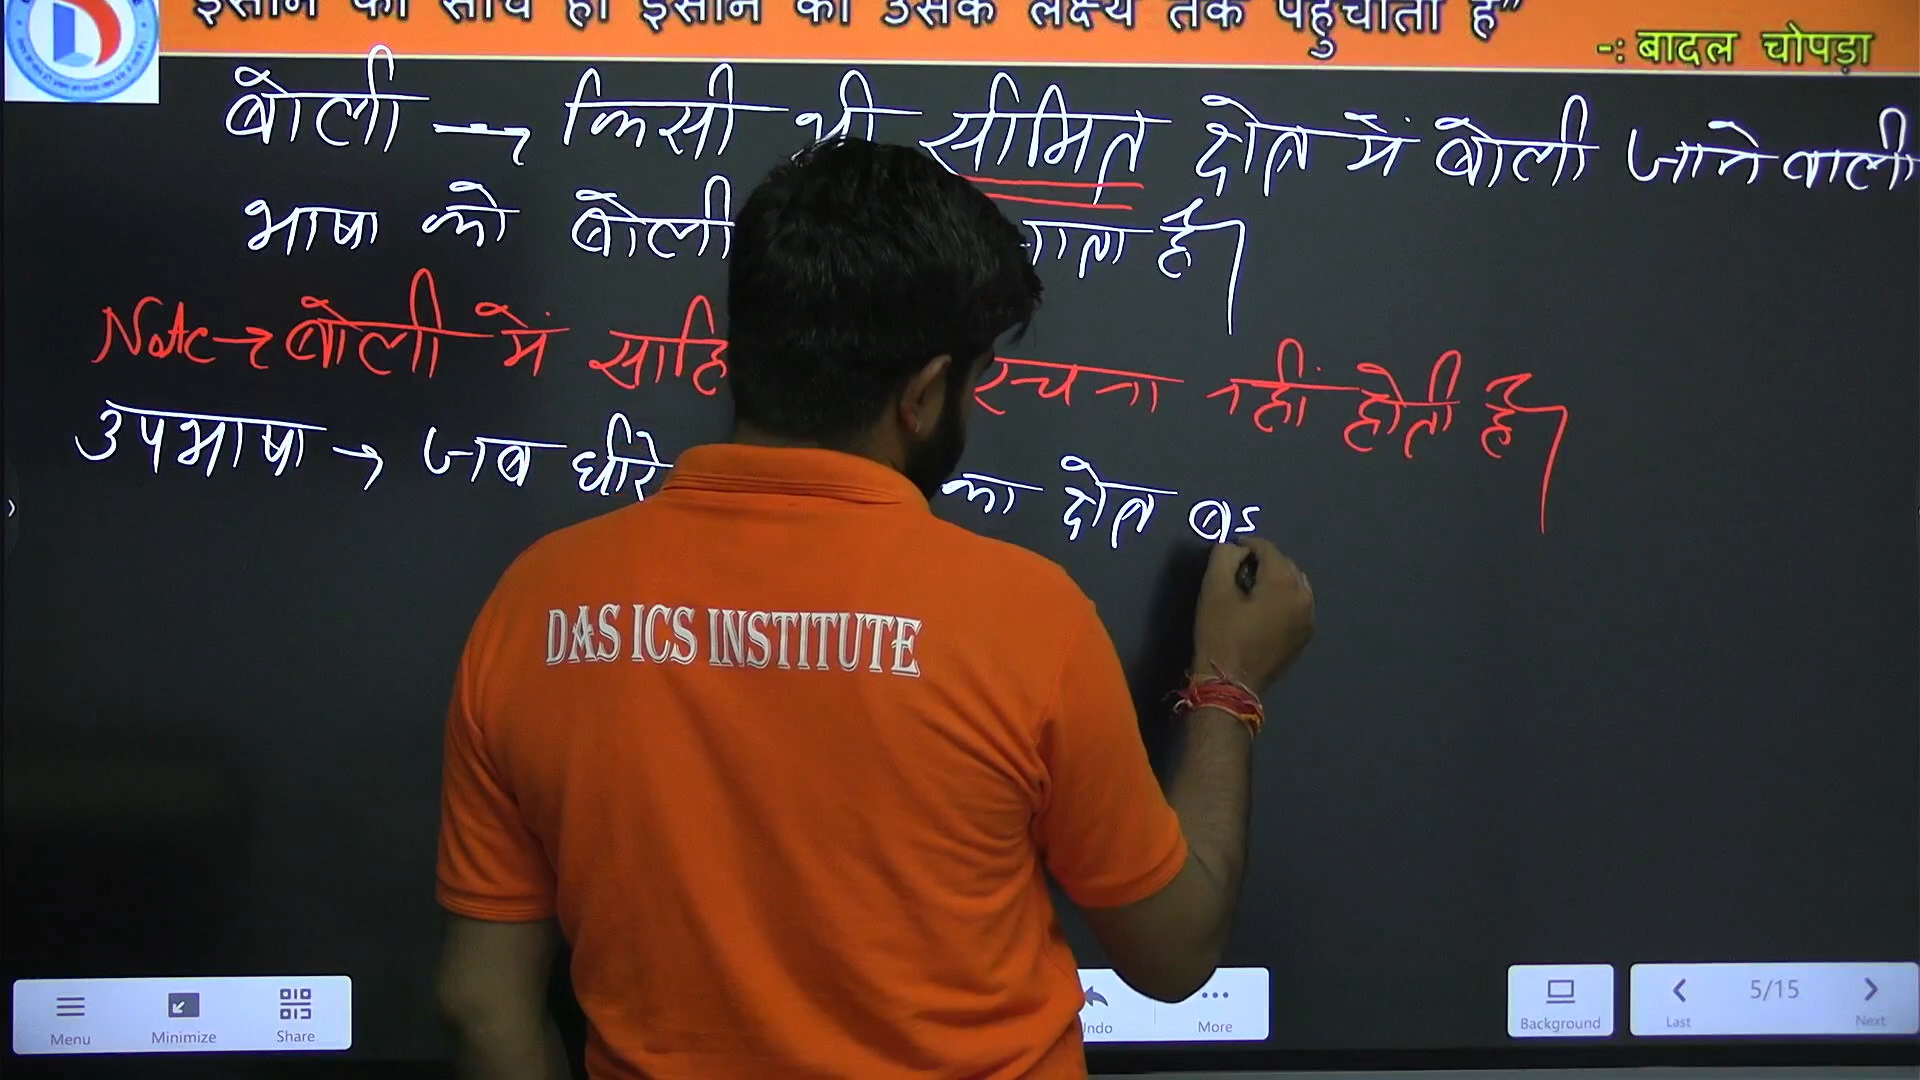 इंसान की सोच ही इंसान को उसके लक्ष्य तक पहुंचाती है”
-: बादल चोपड़ा
बोली → किसी भी सीमित क्षेत्र में बोली जाने वाली
भाषा को बोली है।
Note → बोली में साहि रचना नहीं होती है।
उपभाषा → जब धीरे का क्षेत्र
DAS ICS INSTITUTE
Menu Minimize Share Undo More Background Last 5/15 Next